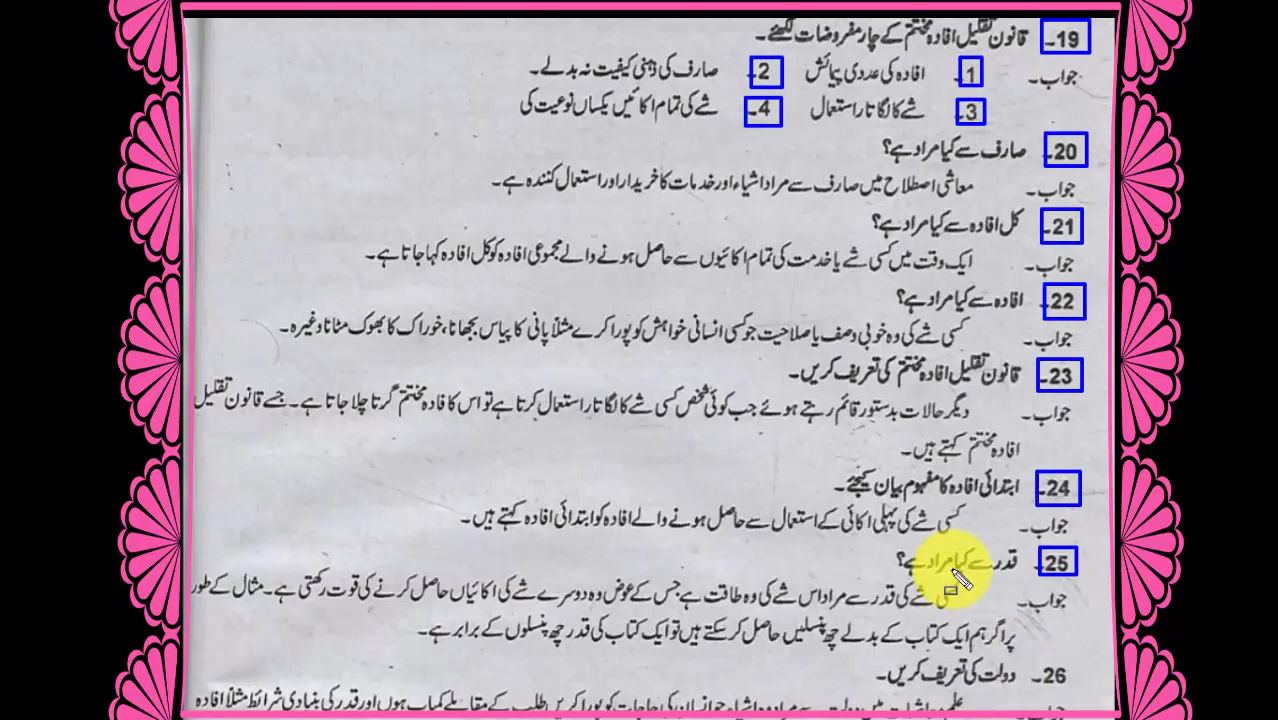 19۔ قانون تقلیل افادہ مختتم کے چار مفروضات لکھئے۔
جواب۔ 1۔ افادہ کی عددی پیمائش 2۔ صارف کی ذہنی کیفیت نہ بدلے۔
3۔ شے کا لگاتار استعمال 4۔ شے کی تمام اکائیں یکساں نوعیت کی
20۔ صارف سے کیا مراد ہے؟
جواب۔ معاشی اصطلاح میں صارف سے مراد اشیاء اور خدمات کا خریدار اور استعمال کنندہ ہے۔
21۔ کل افادہ سے کیا مراد ہے؟
جواب۔ ایک وقت میں کسی شے یا خدمت کی تمام اکائیوں سے حاصل ہونے والے مجموعی افادہ کو کل افادہ کہا جاتا ہے۔
22۔ افادہ سے کیا مراد ہے؟
جواب۔ کسی شے کی وہ خوبی وصف یا صلاحیت جو کسی انسانی خواہش کو پورا کرے مثلاً پانی کا پیاس بجھانا، خوراک کا بھوک مٹانا وغیرہ۔
23۔ قانون تقلیل افادہ مختتم کی تعریف کریں۔
جواب۔ دیگر حالات بدستور قائم رہتے ہوئے جب کوئی شخص کسی شے کا لگاتار استعمال کرتا ہے تو اس کا فادہ مختتم گرتا چلا جاتا ہے۔ جسے قانون تقلیل
افادہ مختتم کہتے ہیں۔
24۔ ابتدائی افادہ کا مفہوم بیان کیجئے۔
جواب۔ کسی شے کی پہلی اکائی کے استعمال سے حاصل ہونے والے افادہ کو ابتدائی افادہ کہتے ہیں۔
25۔ قدر سے کیا مراد ہے؟
جواب۔ کسی شے کی قدر سے مراد اس شے کی وہ طاقت ہے جس کے عوض وہ دوسرے شے کی اکائیاں حاصل کرنے کی قوت رکھتی ہے۔ مثال کے طور
پر اگر ہم ایک کتاب کے بدلے چھ پنسلیں حاصل کر سکتے ہیں تو ایک کتاب کی قدر چھ پنسلوں کے برابر ہے۔
26۔ دولت کی تعریف کریں۔